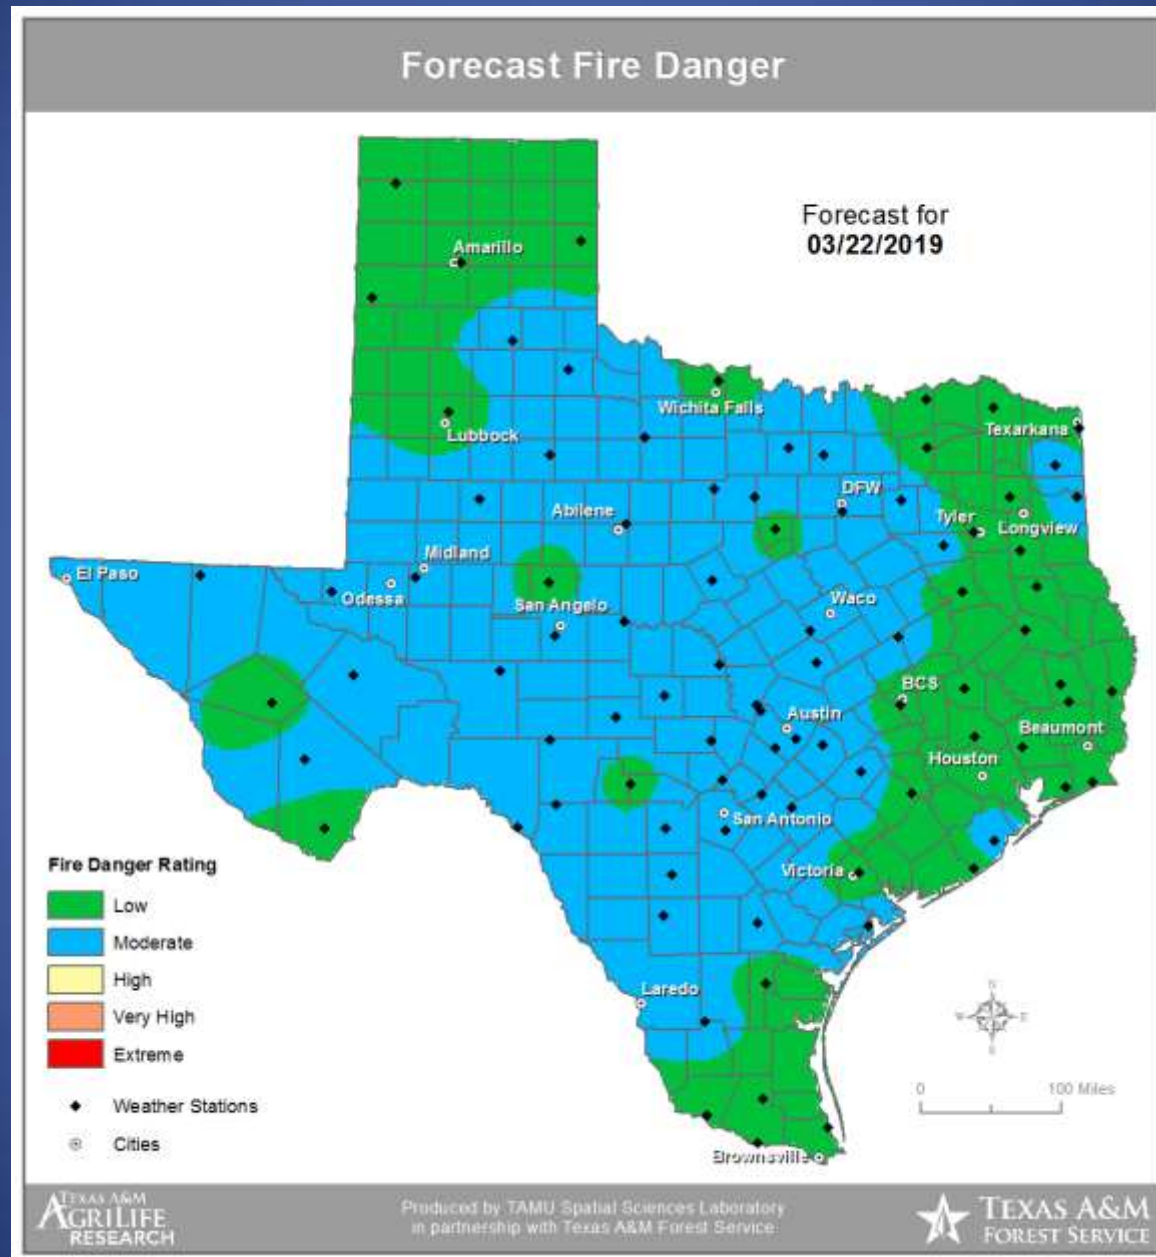 Forecast Fire Danger
Forecast for
03/22/2019
Amarillo
Wichita Falls
Lubbock
Texarkana
DFW
Abilene
Tyler
Longview
Midland
El Paso
Odessa
San Angelo
Waco
BCS
Austin
Beaumont
Houston
San Antonio
Victoria
Laredo
Brownsville
Fire Danger Rating
Low
Moderate
High
Very High
Extreme
Weather Stations
Cities
N
W E
S
0 100 Miles
TEXAS A&M
AGRILIFE
RESEARCH
Produced by TAMU Spatial Sciences Laboratory
in partnership with Texas A&M Forest Service
TEXAS A&M
FOREST SERVICE